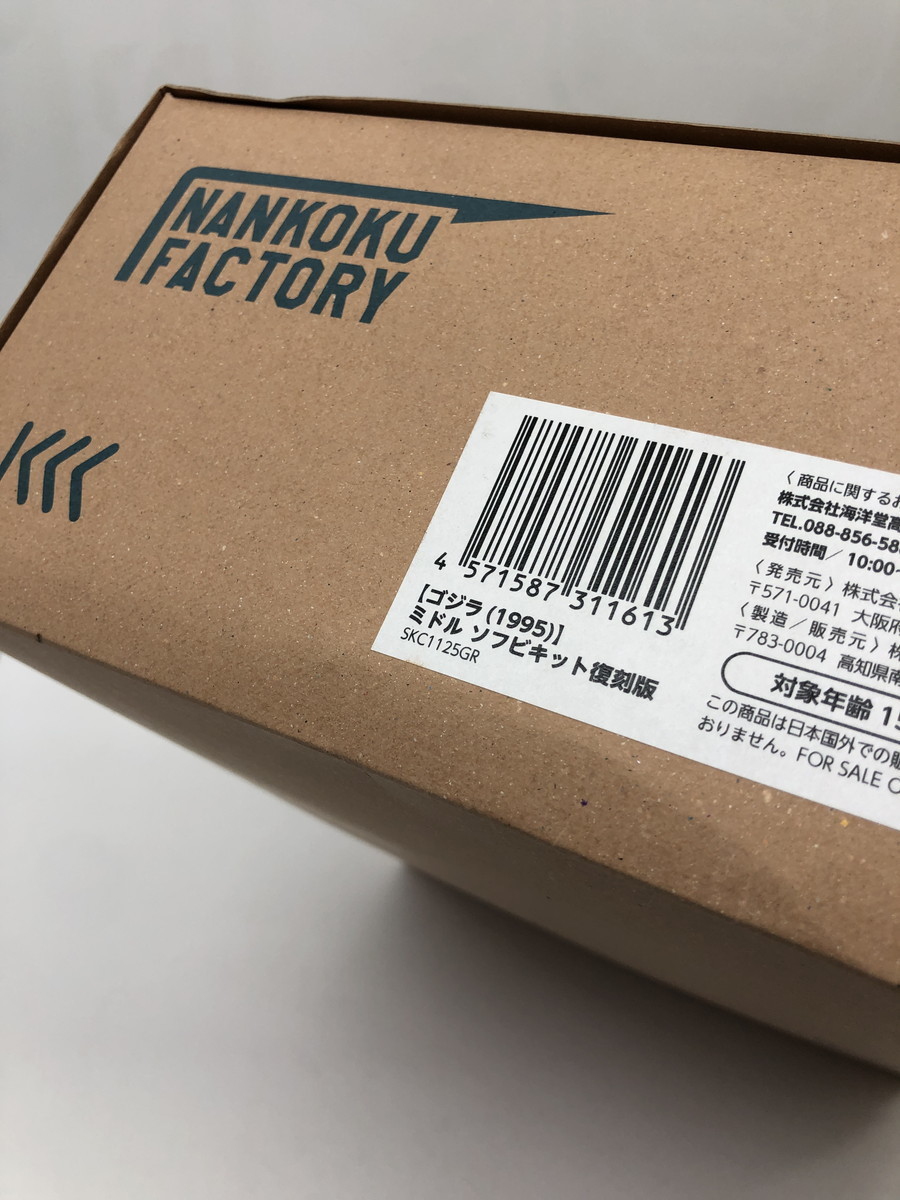 NANKOKU
FACTORY
4 571587 311613
【ゴジラ (1995)】
ミドル ソフビキット復刻版
SKC1125GR
〈商品に関するお
株式会社海洋堂高
TEL.088-856-58
受付時間／ 10:00~
〈発売元〉株式会社
〒571-0041 大阪府
〈製造／販売元〉株
〒783-0004 高知県南
対象年齢 15
この商品は日本国外での販
おりません。FOR SALE O